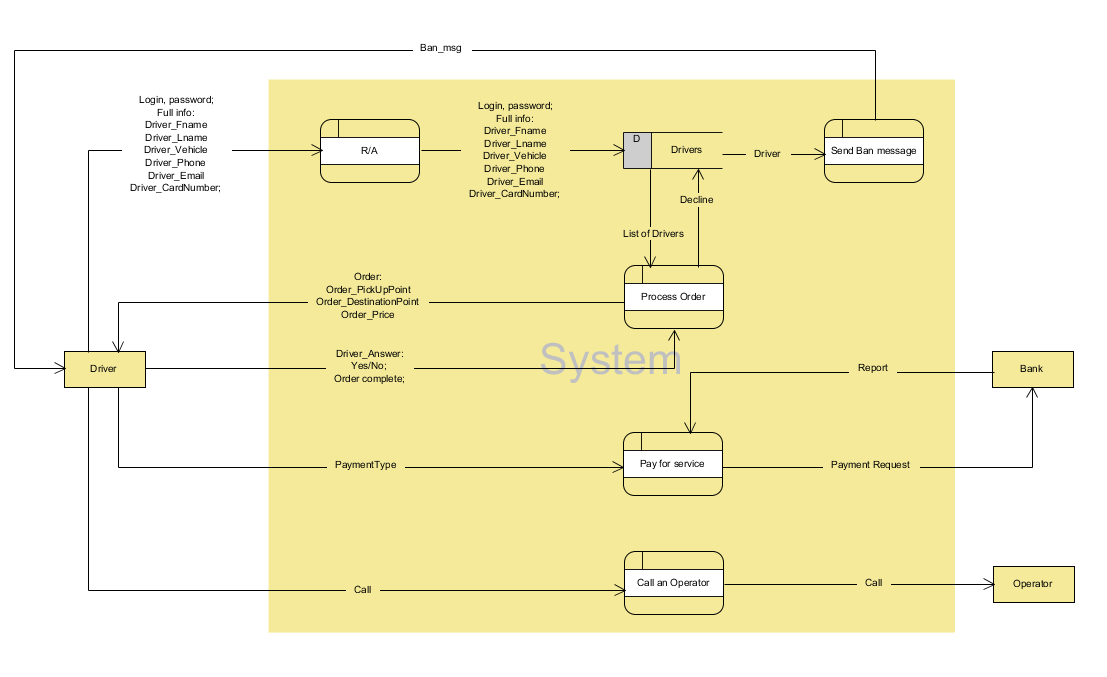 Ban_msg
Login, password;
Full info:
Driver_Fname
Driver_Lname
Driver_Vehicle
Driver_Phone
Driver_Email
Driver_CardNumber;
R/A
Login, password;
Full info:
Driver_Fname
Driver_Lname
Driver_Vehicle
Driver_Phone
Driver_Email
Driver_CardNumber;
D
Drivers
Driver
Send Ban message
Decline
List of Drivers
Order:
Order_PickUpPoint
Order_DestinationPoint
Order_Price
Process Order
System
Driver
Driver_Answer:
Yes/No;
Order complete;
Report
Bank
PaymentType
Pay for service
Payment Request
Call
Call an Operator
Call
Operator